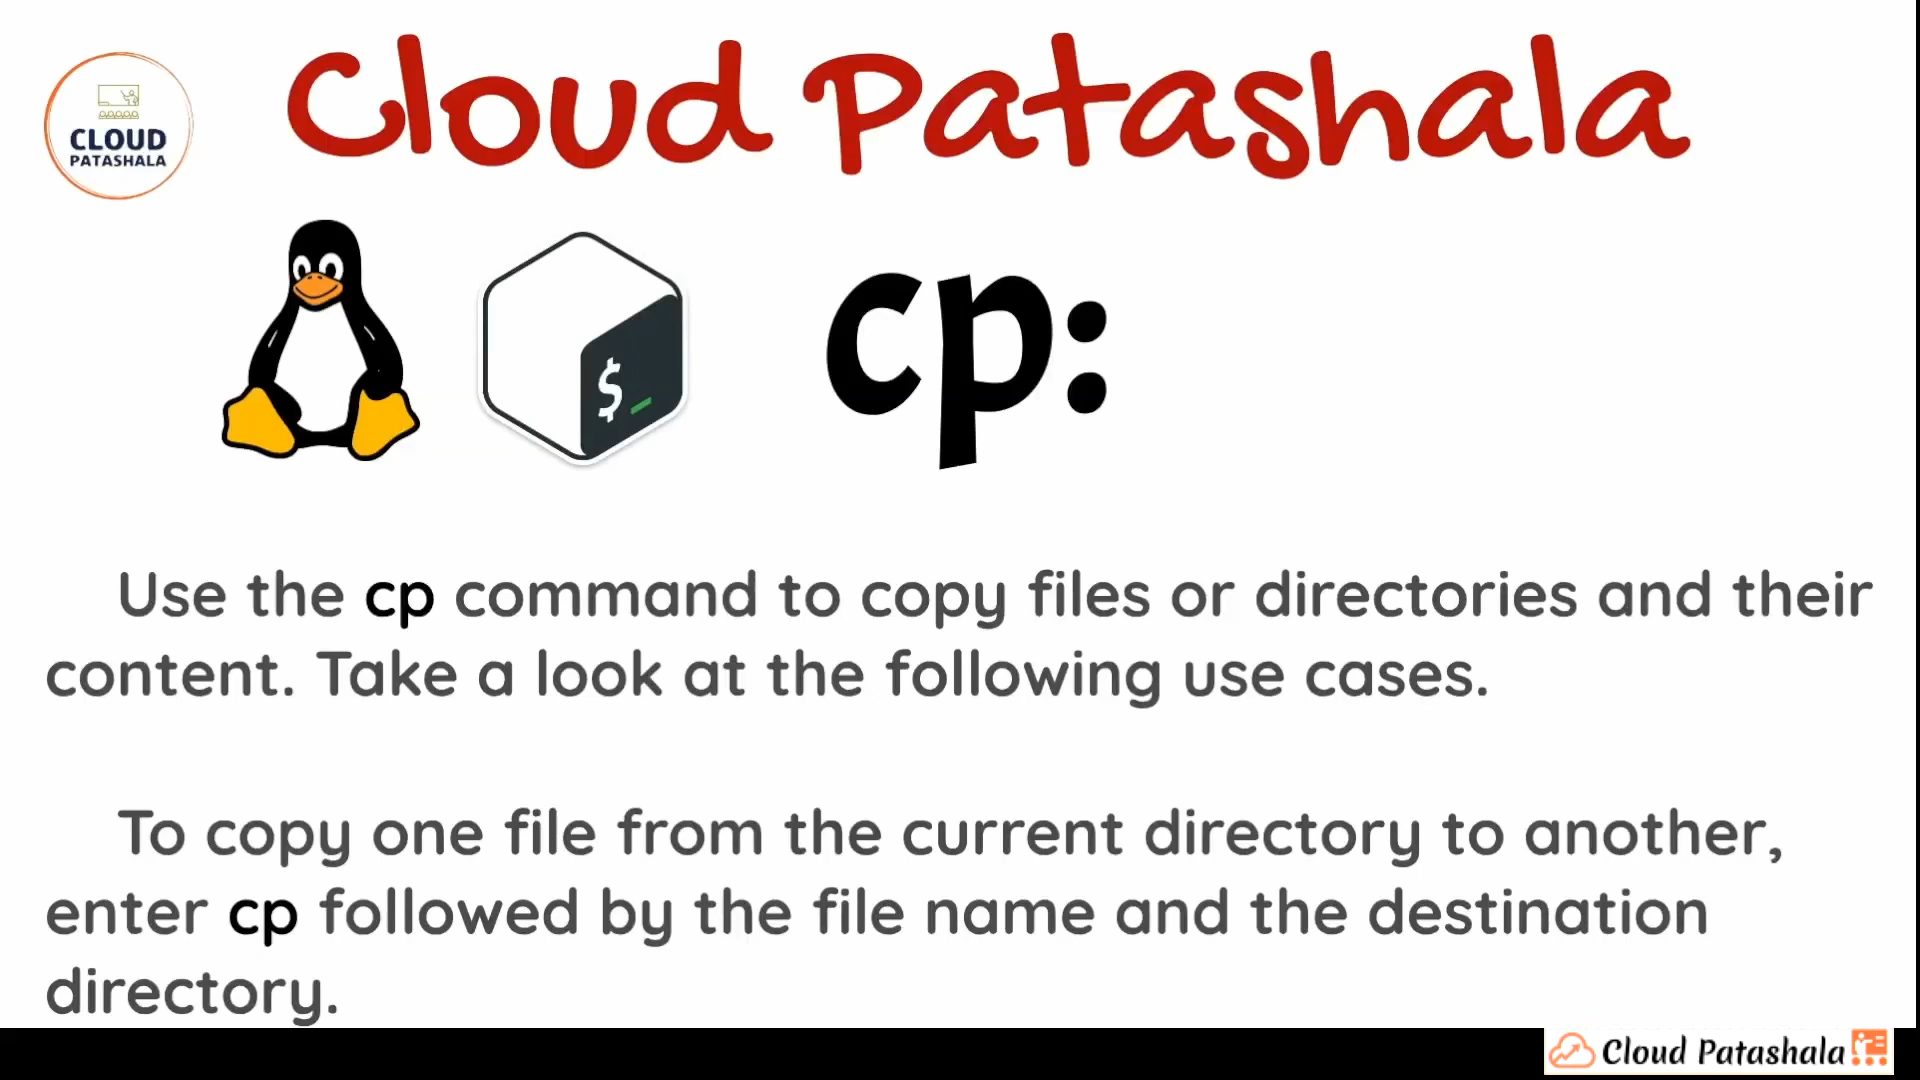 Cloud Patashala
CLOUD
PATASHALA
$_
cp:
Use the cp command to copy files or directories and their
content. Take a look at the following use cases.
To copy one file from the current directory to another,
enter cp followed by the file name and the destination
directory.
Cloud Patashala